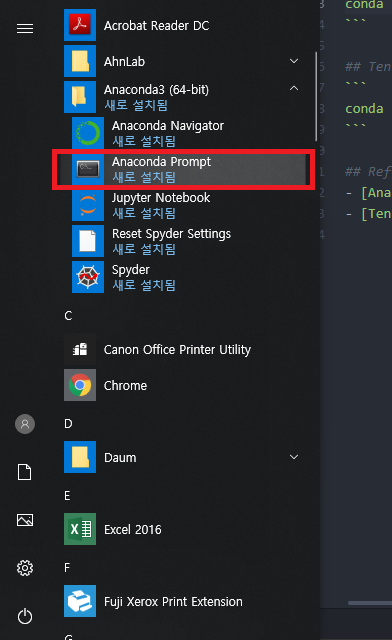 Acrobat Reader DC
AhnLab
Anaconda3 (64-bit)
새로 설치됨
Anaconda Navigator
새로 설치됨
Anaconda Prompt
새로 설치됨
Jupyter Notebook
새로 설치됨
Reset Spyder Settings
새로 설치됨
Spyder
새로 설치됨
C
Canon Office Printer Utility
Chrome
D
Daum
E
Excel 2016
F
Fuji Xerox Print Extension
3 conda
```
## Ten
```
conda
```
## Ref
- [Ana
- [Ten